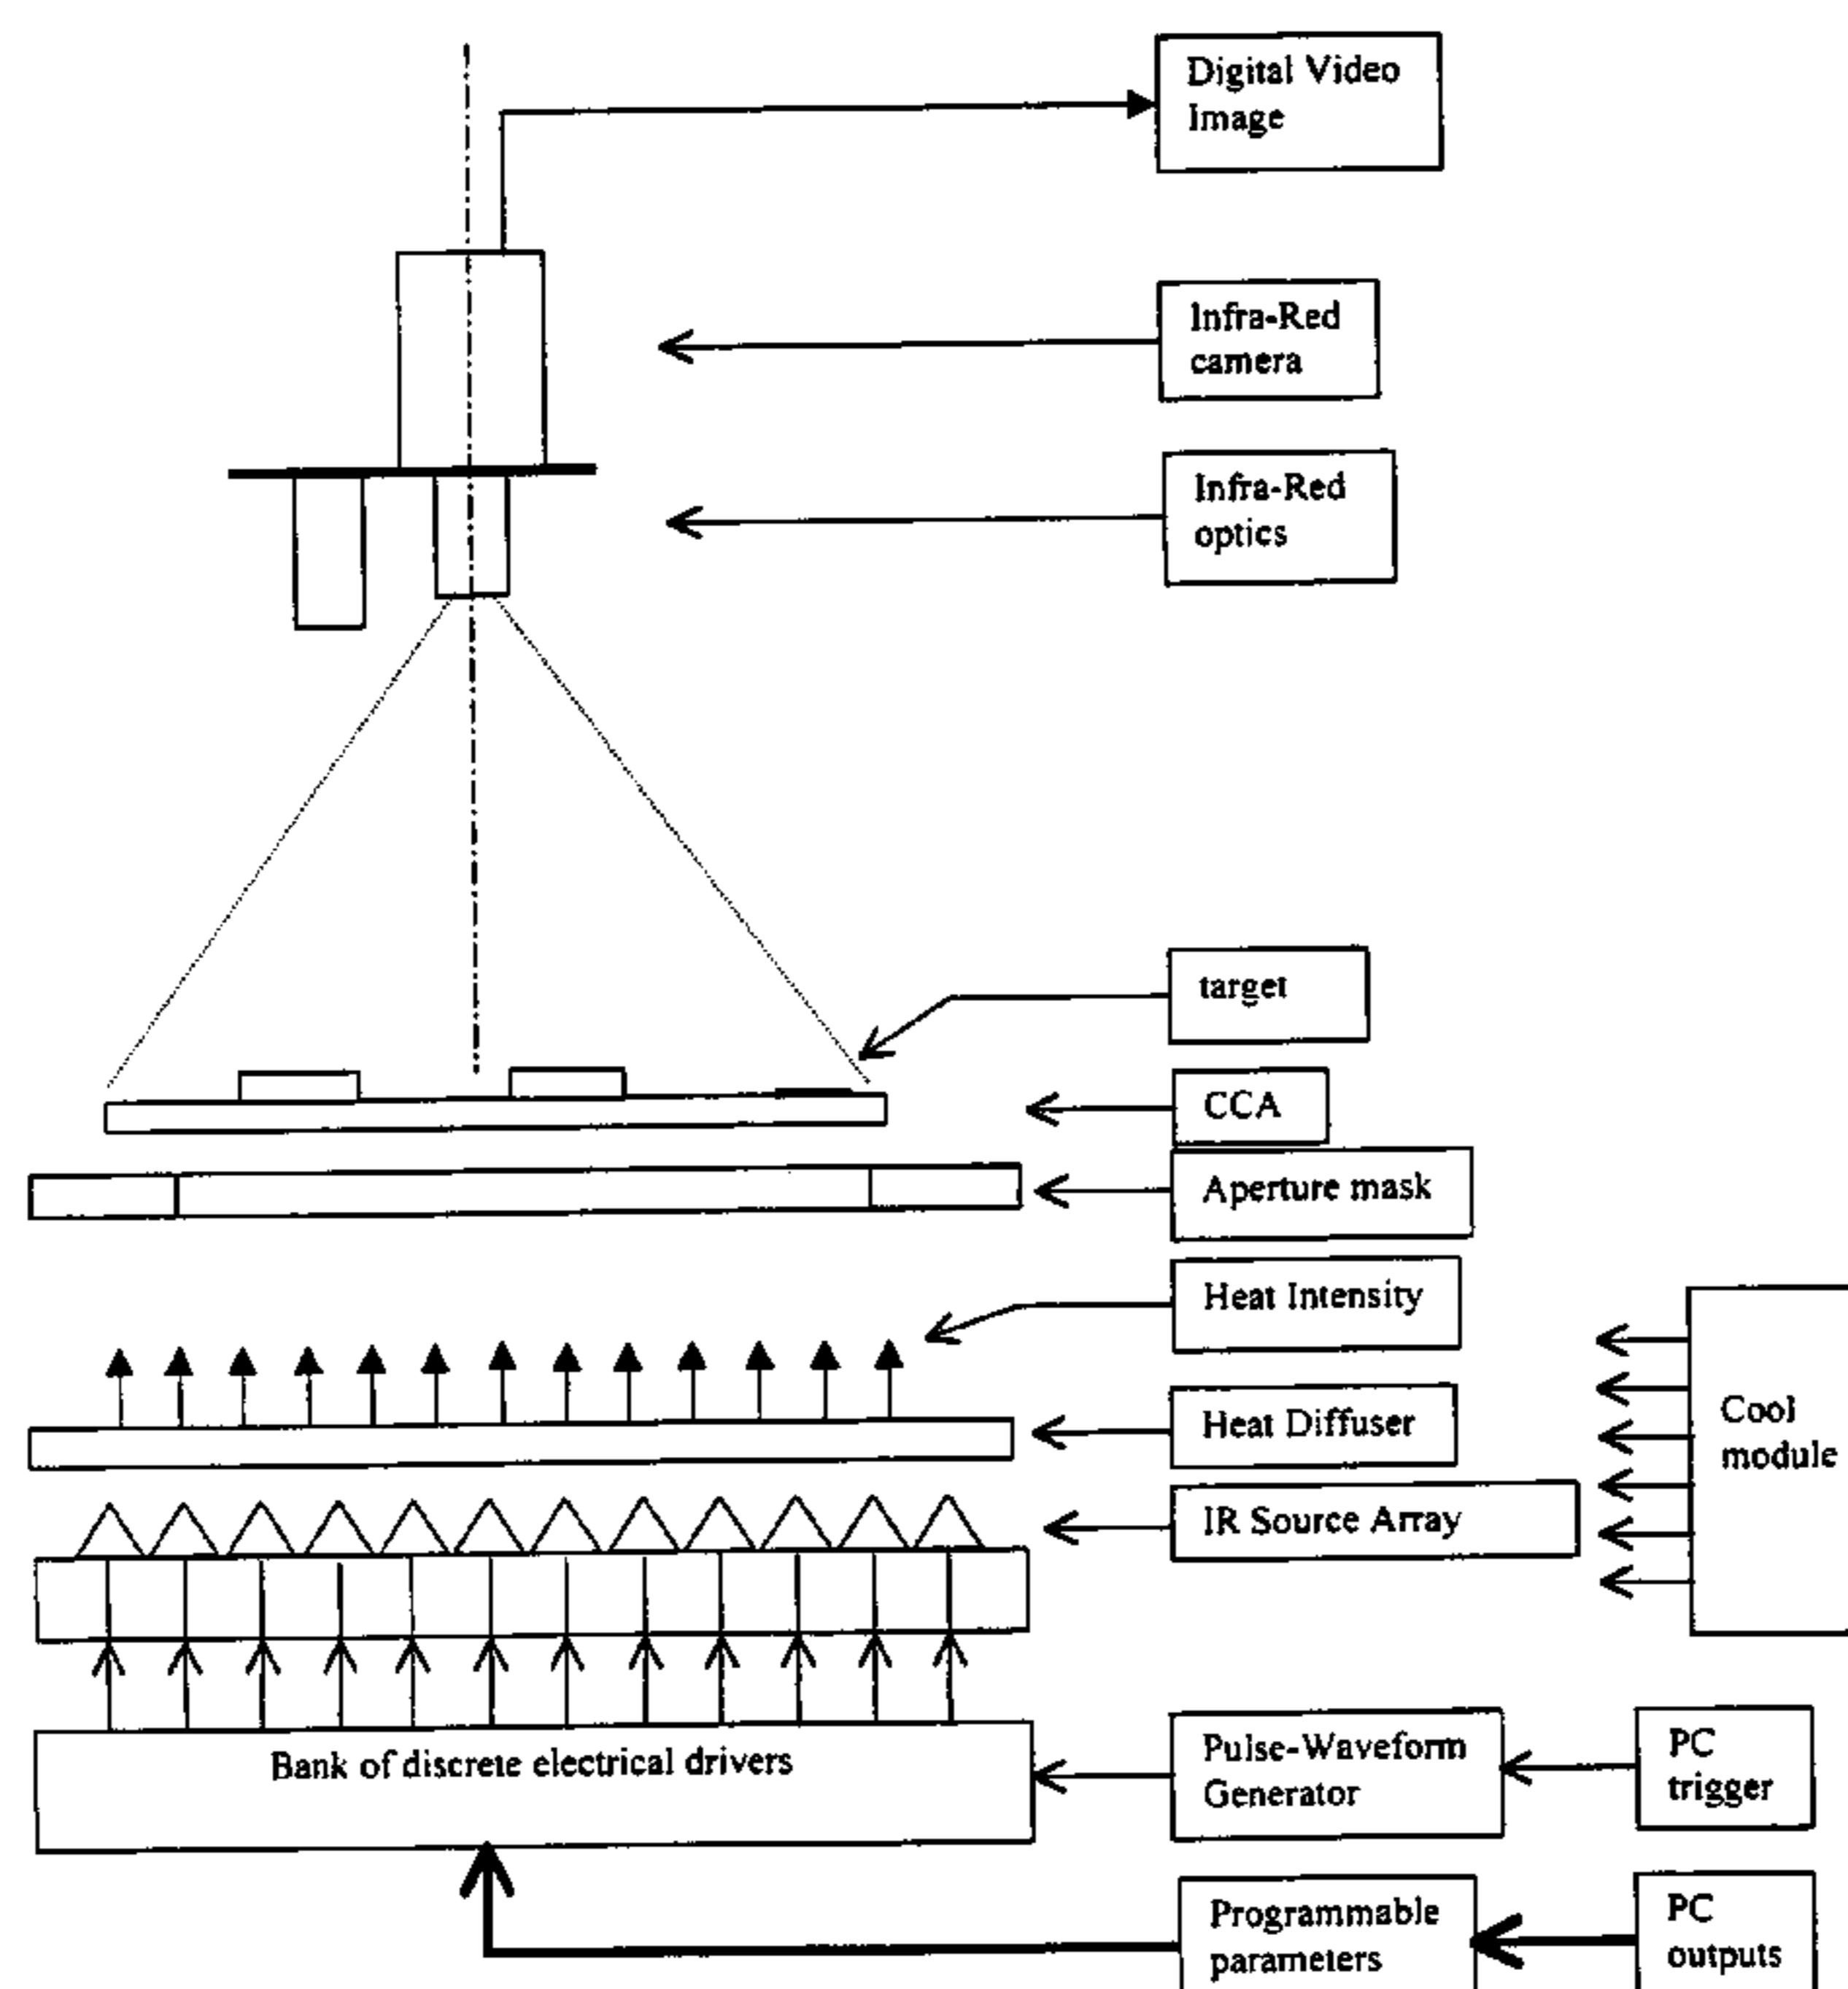 Digital Video
Image
Infra-Red
camera
Infra-Red
optics
target
CCA
Aperture mask
Heat Intensity
Heat Diffuser
IR Source Array
Cool
module
Bank of discrete electrical drivers
Pulse-Waveform
Generator
PC
trigger
Programmable
parameters
PC
outputs